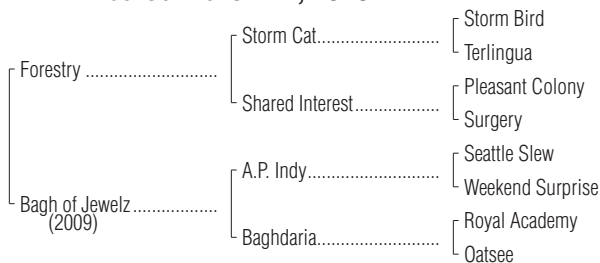 Forestry
Storm Cat
Storm Bird
Terlingua
Shared Interest
Pleasant Colony
Surgery
Bagh of Jewelz
(2009)
A.P. Indy
Seattle Slew
Weekend Surprise
Baghdaria
Royal Academy
Oatsee